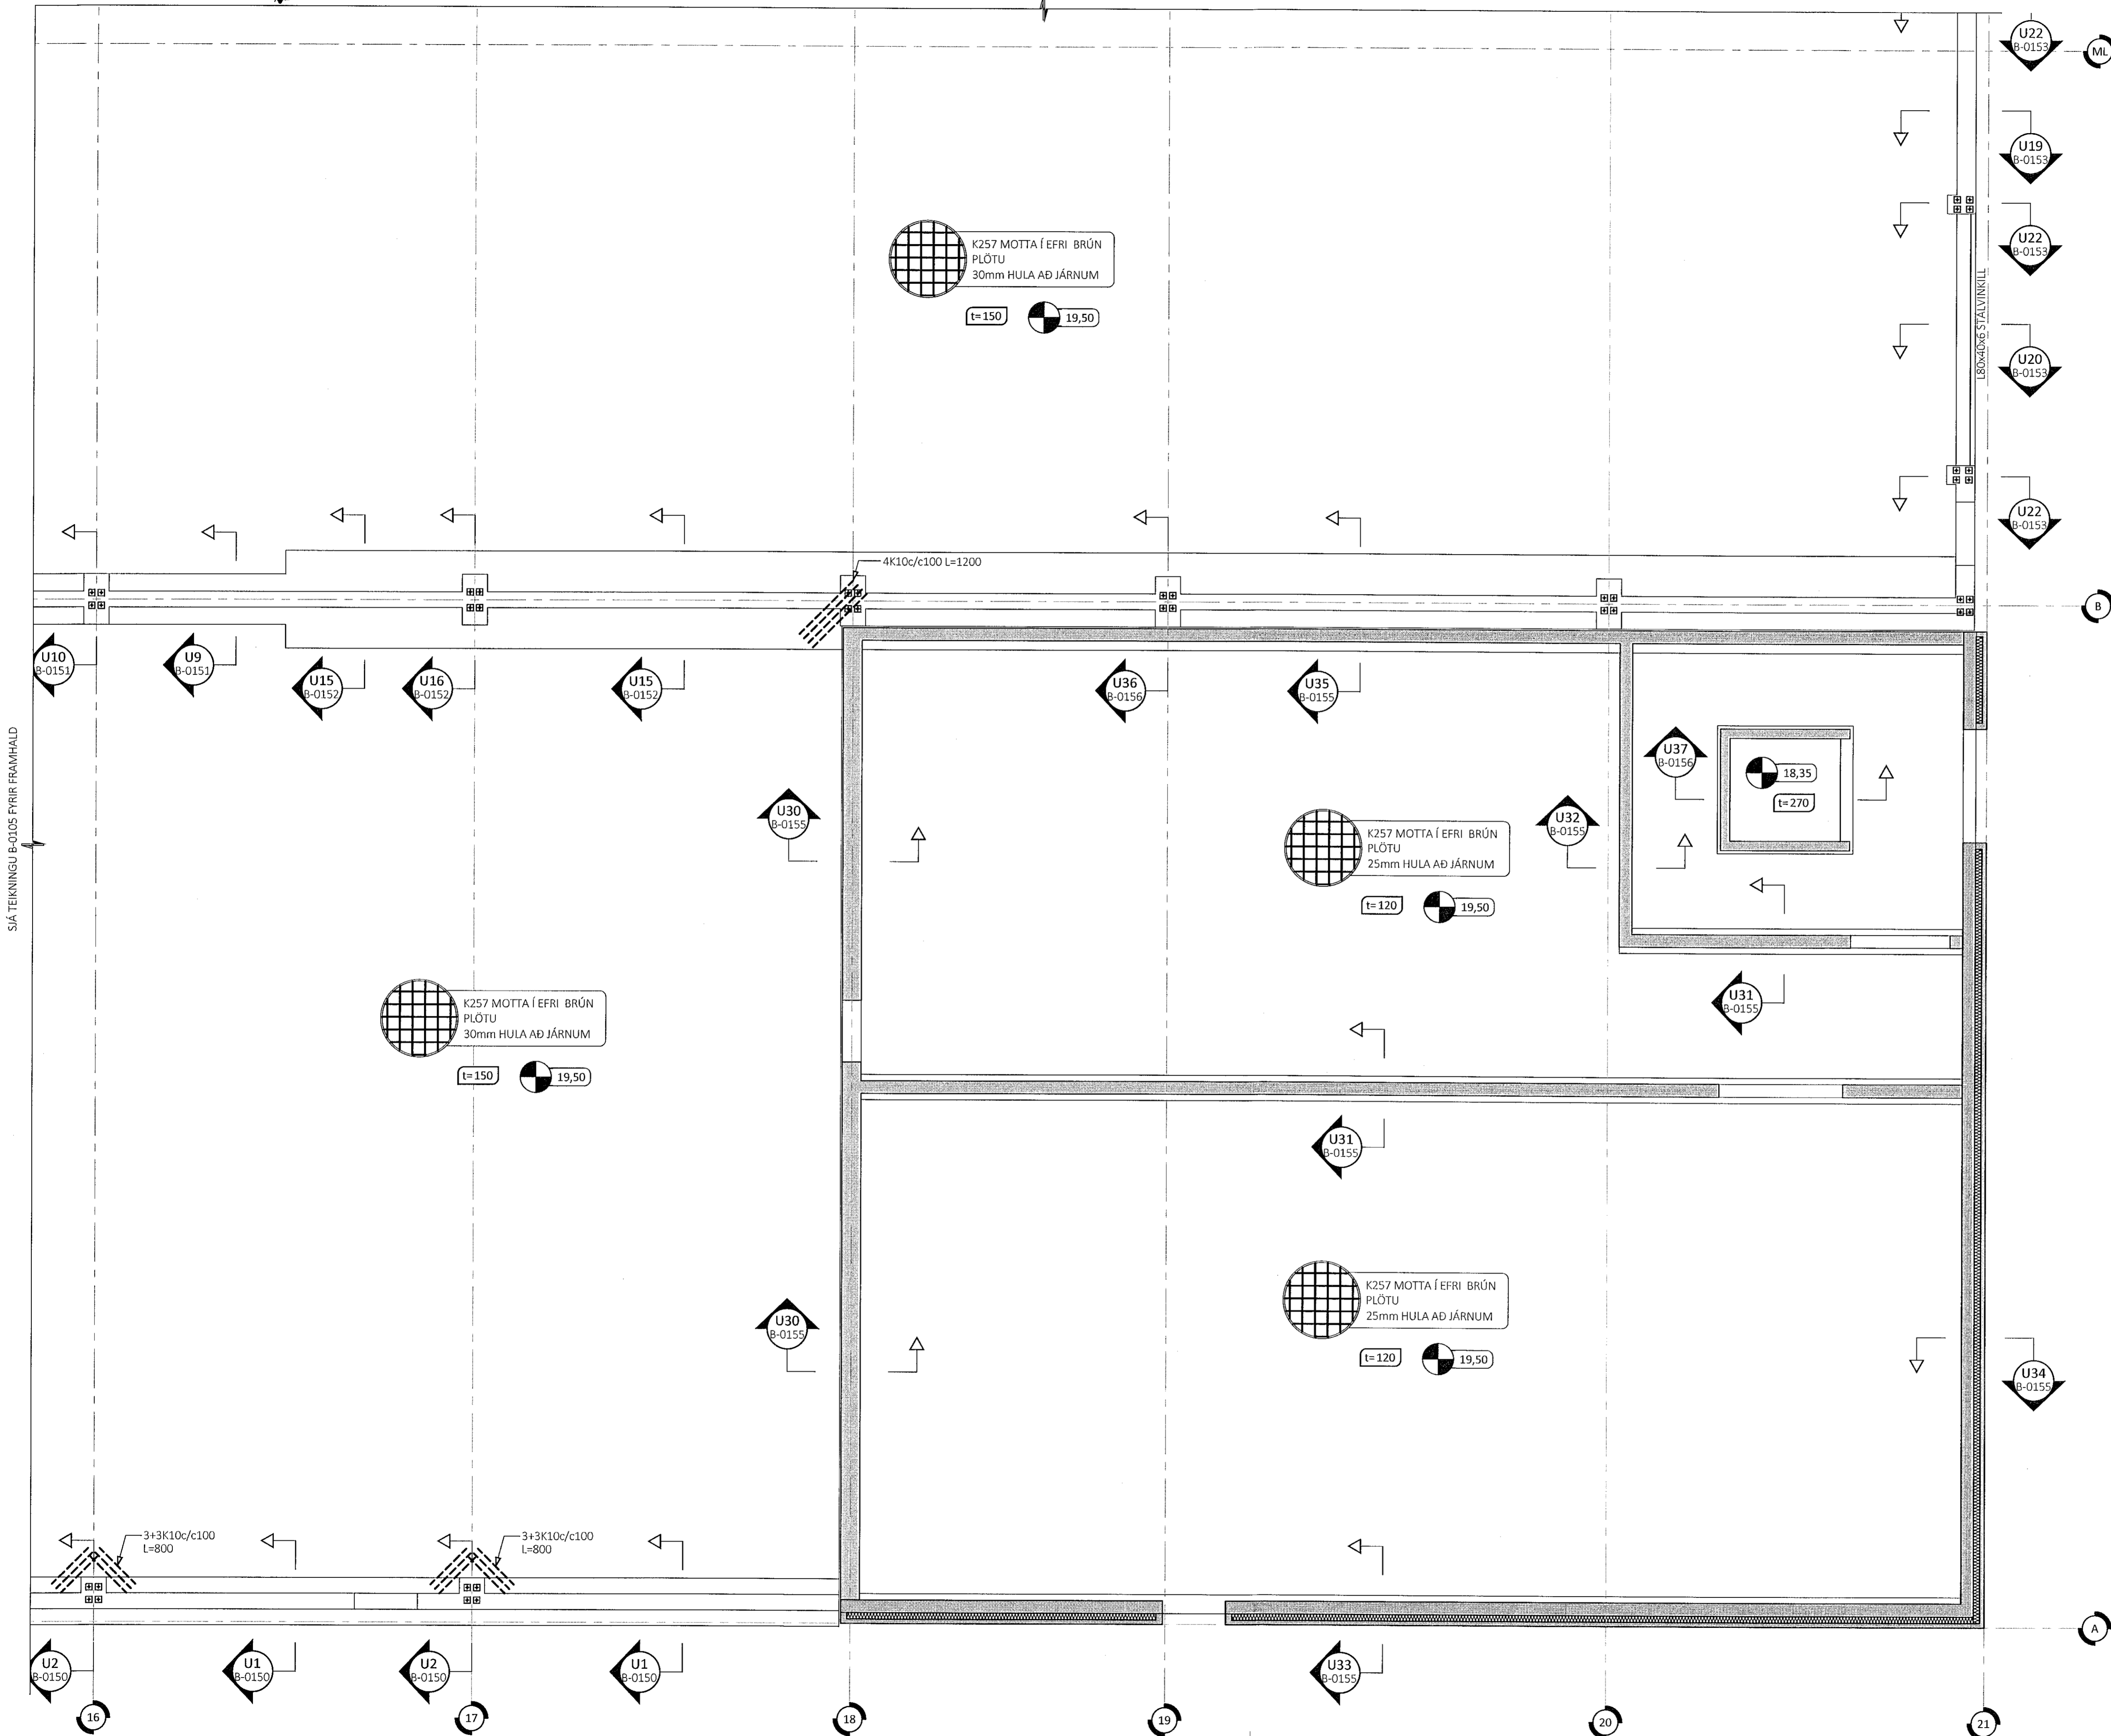 U22
B-0153
ML
U19
B-0153
K257 MOTTA Í EFRI BRÚN
PLÖTU
30mm HULA AÐ JÁRNUM
t=150
19,50
U22
B-0153
L80x40x6 STÁLVINKILL
U20
B-0153
U22
B-0153
4K10c/c100 L=1200
B
U10
B-0151
U9
B-0151
U15
B-0152
U16
B-0152
U15
B-0152
U36
B-0156
U35
B-0155
U37
B-0156
18,35
t=270
SJÁ TEIKNINGU B-0105 FYRIR FRAMHALD
U30
B-0155
K257 MOTTA Í EFRI BRÚN
PLÖTU
25mm HULA AÐ JÁRNUM
t=120
19,50
U32
B-0155
K257 MOTTA Í EFRI BRÚN
PLÖTU
30mm HULA AÐ JÁRNUM
t=150
19,50
U31
B-0155
U31
B-0155
U30
B-0155
K257 MOTTA Í EFRI BRÚN
PLÖTU
25mm HULA AÐ JÁRNUM
t=120
19,50
U34
B-0155
3+3K10c/c100
L=800
3+3K10c/c100
L=800
A
U2
B-0150
U1
B-0150
U2
B-0150
U1
B-0150
U33
B-0155
16
17
18
19
20
21